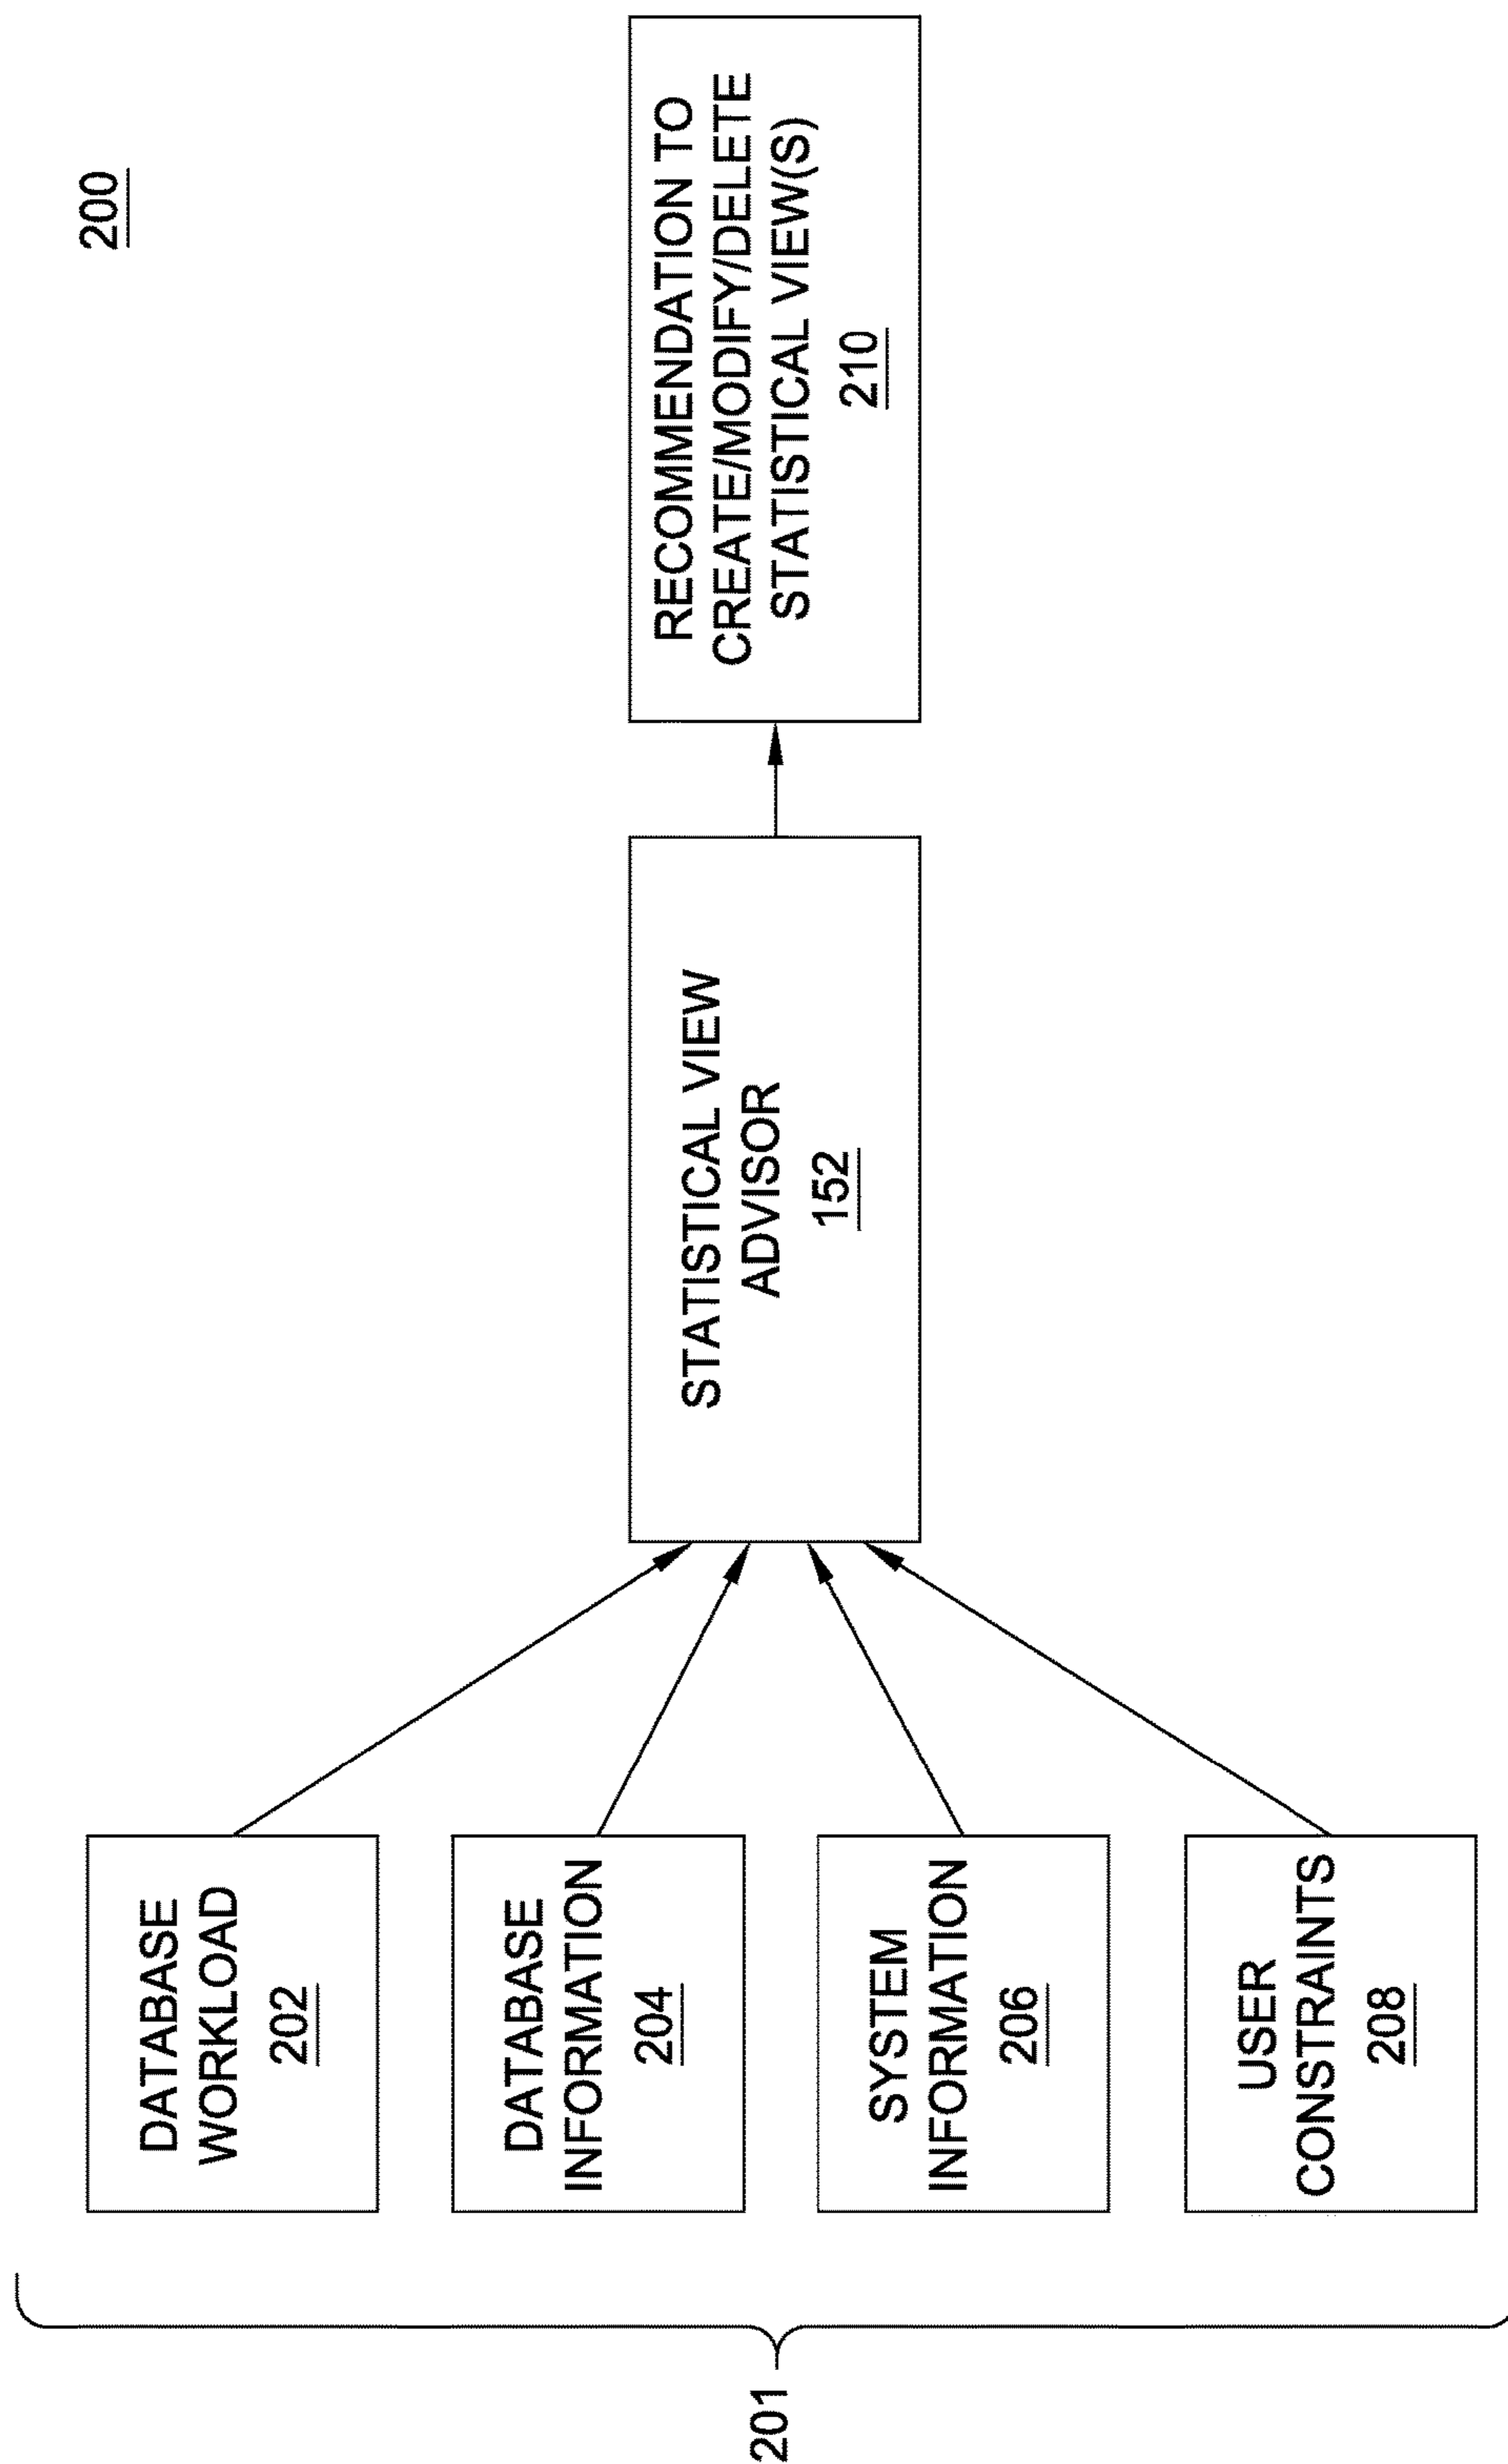 200
201
DATABASE
WORKLOAD
202
DATABASE
INFORMATION
204
SYSTEM
INFORMATION
206
USER
CONSTRAINTS
208
STATISTICAL VIEW
ADVISOR
152
RECOMMENDATION TO
CREATE/MODIFY/DELETE
STATISTICAL VIEW(S)
210